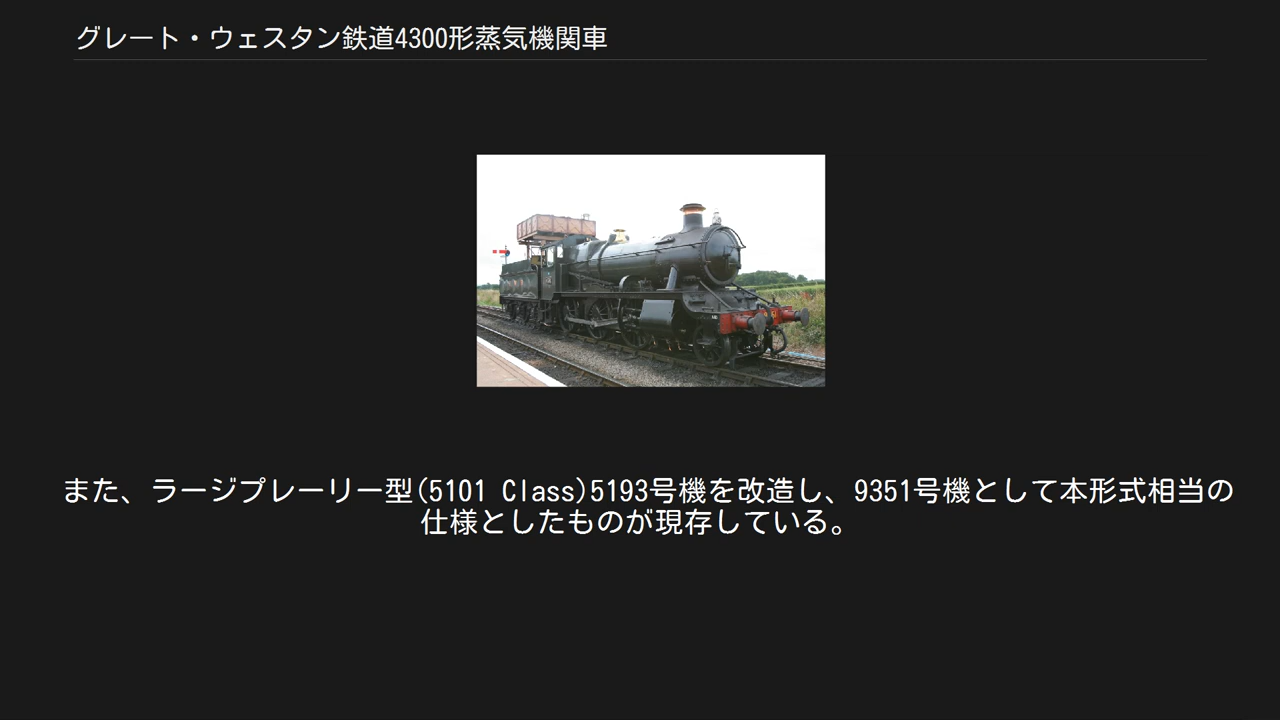 グレート・ウェスタン鉄道4300形蒸気機関車
また、ラージプレーリー型(5101 Class)5193号機を改造し、9351号機として本形式相当の
仕様としたものが現存している。